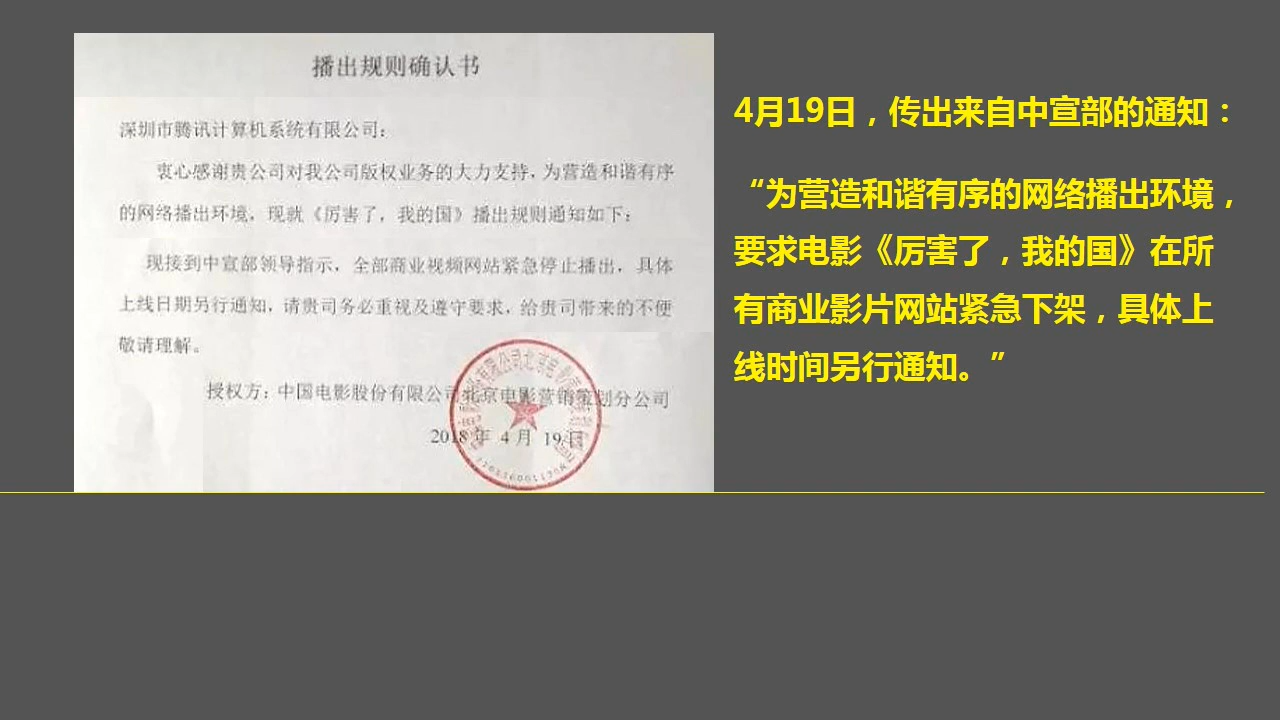 播出规则确认书
深圳市腾讯计算机系统有限公司：
衷心感谢贵公司对我公司版权业务的大力支持，为营造和谐有序
的网络播出环境，现就《厉害了，我的国》播出规则通知如下：
现接到中宣部领导指示，全部商业视频网站紧急停止播出，具体
上线日期另行通知，请贵司务必重视及遵守要求，给贵司带来的不便
敬请理解。
授权方：中国电影股份有限公司北京电影营销策划分公司
2018 年 4 月 19 日
4月19日，传出来自中宣部的通知：
“为营造和谐有序的网络播出环境，
要求电影《厉害了，我的国》在所
有商业影片网站紧急下架，具体上
线时间另行通知。”